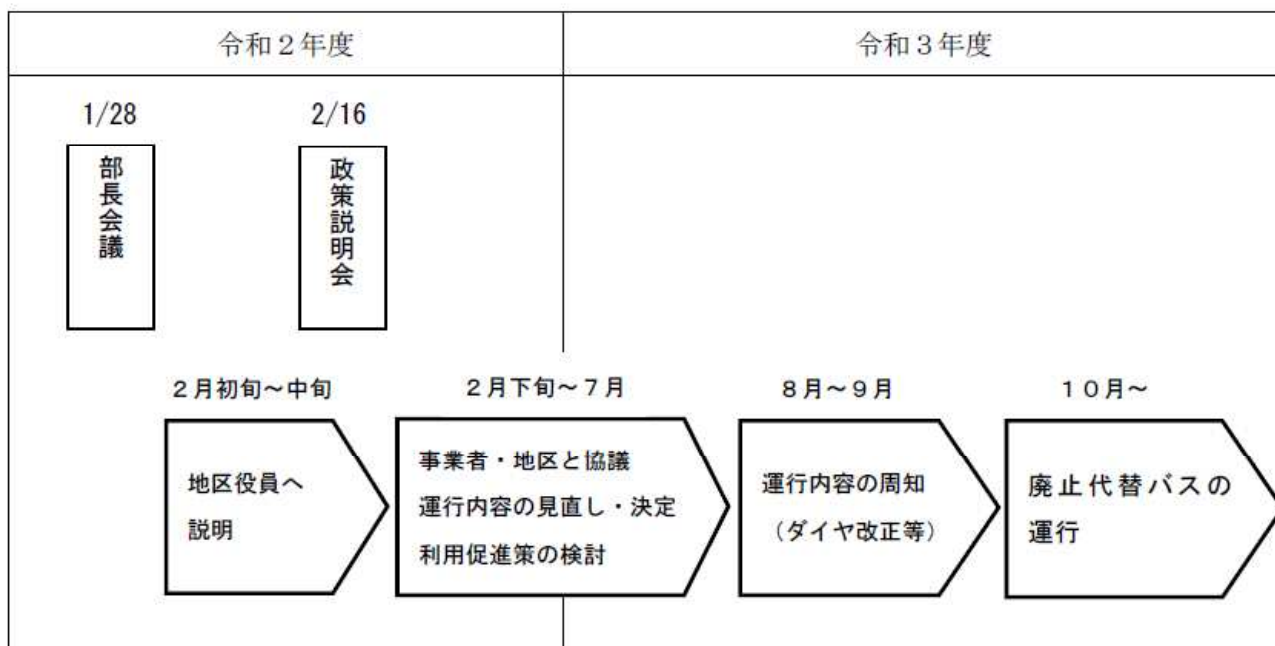 令和２年度
令和３年度
1/28
2/16
部長会議
政策説明会
２月初旬～中旬
２月下旬～７月
８月～９月
１０月～
地区役員へ
説明
事業者・地区と協議
運行内容の見直し・決定
利用促進策の検討
運行内容の周知
（ダイヤ改正等）
廃止代替バスの
運行